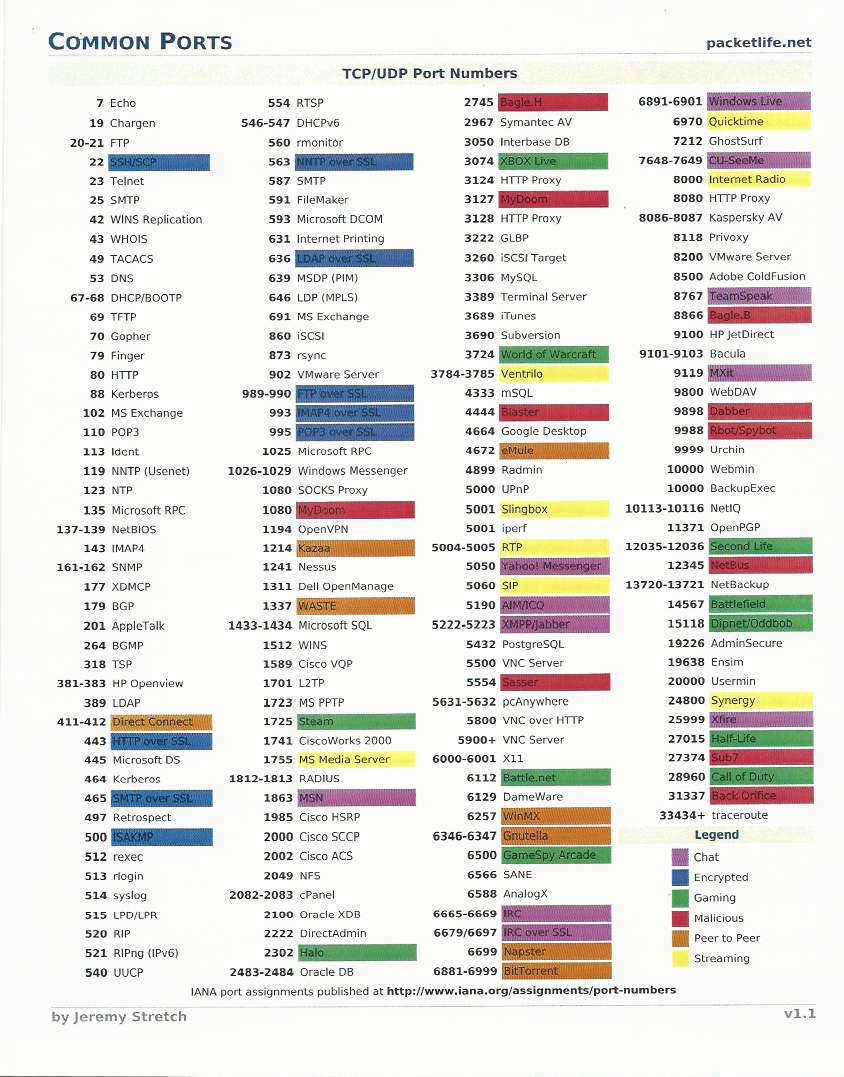 COMMON PORTS
packetlife.net
TCP/UDP Port Numbers
7 Echo
19 Chargen
20-21 FTP
22 SSH/SCP
23 Telnet
25 SMTP
42 WINS Replication
43 WHOIS
49 TACACS
53 DNS
67-68 DHCP/BOOTP
69 TFTP
70 Gopher
79 Finger
80 HTTP
88 Kerberos
102 MS Exchange
110 POP3
113 Ident
119 NNTP (Usenet)
123 NTP
135 Microsoft RPC
137-139 NetBIOS
143 IMAP4
161-162 SNMP
177 XDMCP
179 BGP
201 AppleTalk
264 BGMP
318 TSP
381-383 HP Openview
389 LDAP
411-412 Direct Connect
443 HTTP over SSL
445 Microsoft DS
464 Kerberos
465 SMTP over SSL
497 Retrospect
500 ISAKMP
512 rexec
513 rlogin
514 syslog
515 LPD/LPR
520 RIP
521 RIPng (IPv6)
540 UUCP
554 RTSP
546-547 DHCPv6
560 rmonitor
563 NNTP over SSL
587 SMTP
591 FileMaker
593 Microsoft DCOM
631 Internet Printing
636 LDAP over SSL
639 MSDP (PIM)
646 LDP (MPLS)
691 MS Exchange
860 iSCSI
873 rsync
902 VMware Server
989-990 FTP over SSL
993 IMAP4 over SSL
995 POP3 over SSL
1025 Microsoft RPC
1026-1029 Windows Messenger
1080 SOCKS Proxy
1080 MyDoom
1194 OpenVPN
1214 Kazaa
1241 Nessus
1311 Dell OpenManage
1337 WASTE
1433-1434 Microsoft SQL
1512 WINS
1589 Cisco VQP
1701 L2TP
1723 MS PPTP
1725 Steam
1741 CiscoWorks 2000
1755 MS Media Server
1812-1813 RADIUS
1863 MSN
1985 Cisco HSRP
2000 Cisco SCCP
2002 Cisco ACS
2049 NFS
2082-2083 cPanel
2100 Oracle XDB
2222 DirectAdmin
2302 Halo
2483-2484 Oracle DB
2745 Bagle.H
2967 Symantec AV
3050 Interbase DB
3074 XBOX Live
3124 HTTP Proxy
3127 MyDoom
3128 HTTP Proxy
3222 GLBP
3260 iSCSI Target
3306 MySQL
3389 Terminal Server
3689 iTunes
3690 Subversion
3724 World of Warcraft
3784-3785 Ventrilo
4333 mSQL
4444 Blaster
4664 Google Desktop
4672 eMule
4899 Radmin
5000 UPnP
5001 Slingbox
5001 iperf
5004-5005 RTP
5050 Yahoo! Messenger
5060 SIP
5190 AIM/ICQ
5222-5223 XMPP/Jabber
5432 PostgreSQL
5500 VNC Server
5554 Sasser
5631-5632 pcAnywhere
5800 VNC over HTTP
5900+ VNC Server
6000-6001 X11
6112 Battle.net
6129 DameWare
6257 WinMX
6346-6347 Gnutella
6500 GameSpy Arcade
6566 SANE
6588 AnalogX
6665-6669 IRC
6679/6697 IRC over SSL
6699 Napster
6881-6999 BitTorrent
6891-6901 Windows Live
6970 Quicktime
7212 GhostSurf
7648-7649 CU-SeeMe
8000 Internet Radio
8080 HTTP Proxy
8086-8087 Kaspersky AV
8118 Privoxy
8200 VMware Server
8500 Adobe ColdFusion
8767 TeamSpeak
8866 Bagle.B
9100 HP JetDirect
9101-9103 Bacula
9119 MXit
9800 WebDAV
9898 Dabber
9988 Rbot/Spybot
9999 Urchin
10000 Webmin
10000 BackupExec
10113-10116 NetIQ
11371 OpenPGP
12035-12036 Second Life
12345 NetBus
13720-13721 NetBackup
14567 Battlefield
15118 Dipnet/Oddbob
19226 AdminSecure
19638 Ensim
20000 Usermin
24800 Synergy
25999 Xfire
27015 Half-Life
27374 Sub7
28960 Call of Duty
31337 Back Orifice
33434+ traceroute
Legend
Chat
Encrypted
Gaming
Malicious
Peer to Peer
Streaming
IANA port assignments published at http://www.iana.org/assignments/port-numbers
by Jeremy Stretch
v1.1